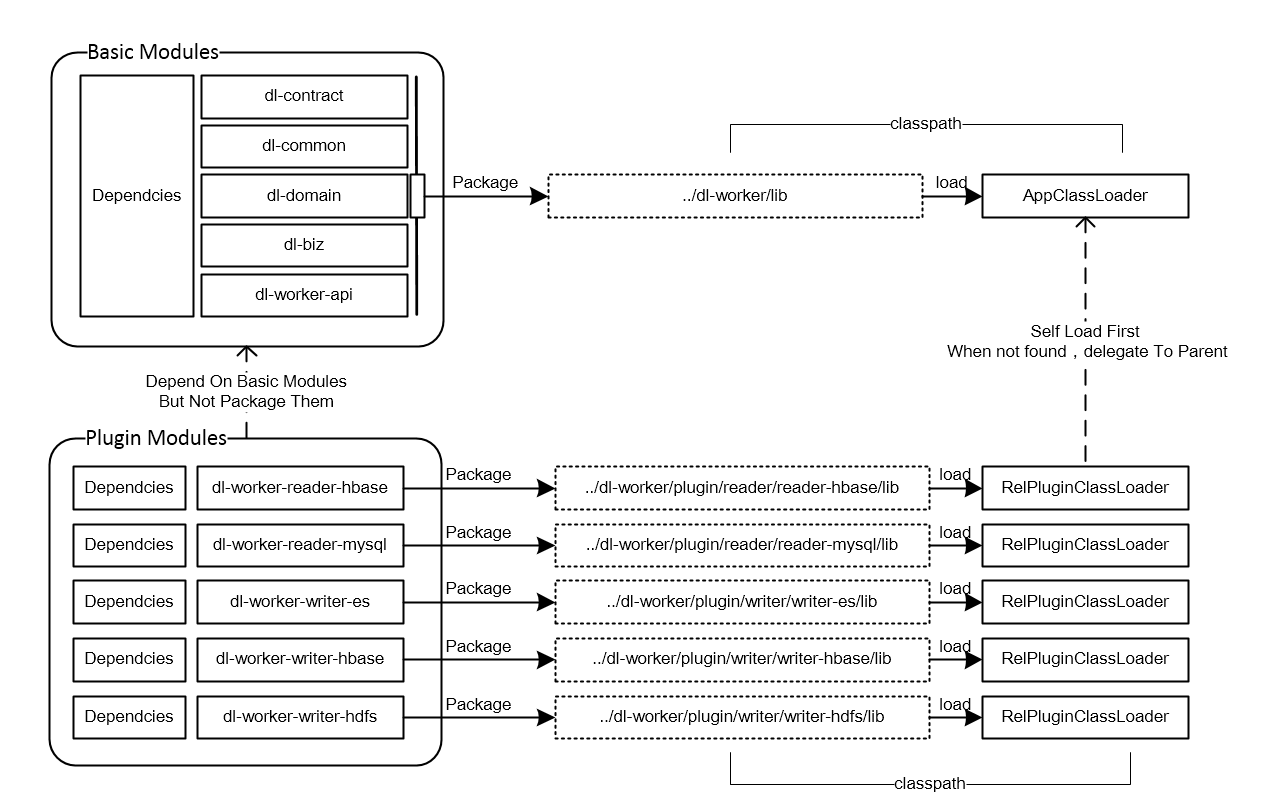 Basic Modules
dl-contract
classpath
dl-common
Dependcies
dl-domain
Package
../dl-worker/lib
load
AppClassLoader
dl-biz
dl-worker-api
Self Load First
When not found，delegate To Parent
Depend On Basic Modules
But Not Package Them
Plugin Modules
Dependcies
dl-worker-reader-hbase
Package
../dl-worker/plugin/reader/reader-hbase/lib
load
RelPluginClassLoader
Dependcies
dl-worker-reader-mysql
Package
../dl-worker/plugin/reader/reader-mysql/lib
load
RelPluginClassLoader
Dependcies
dl-worker-writer-es
Package
../dl-worker/plugin/writer/writer-es/lib
load
RelPluginClassLoader
Dependcies
dl-worker-writer-hbase
Package
../dl-worker/plugin/writer/writer-hbase/lib
load
RelPluginClassLoader
Dependcies
dl-worker-writer-hdfs
Package
../dl-worker/plugin/writer/writer-hdfs/lib
load
RelPluginClassLoader
classpath